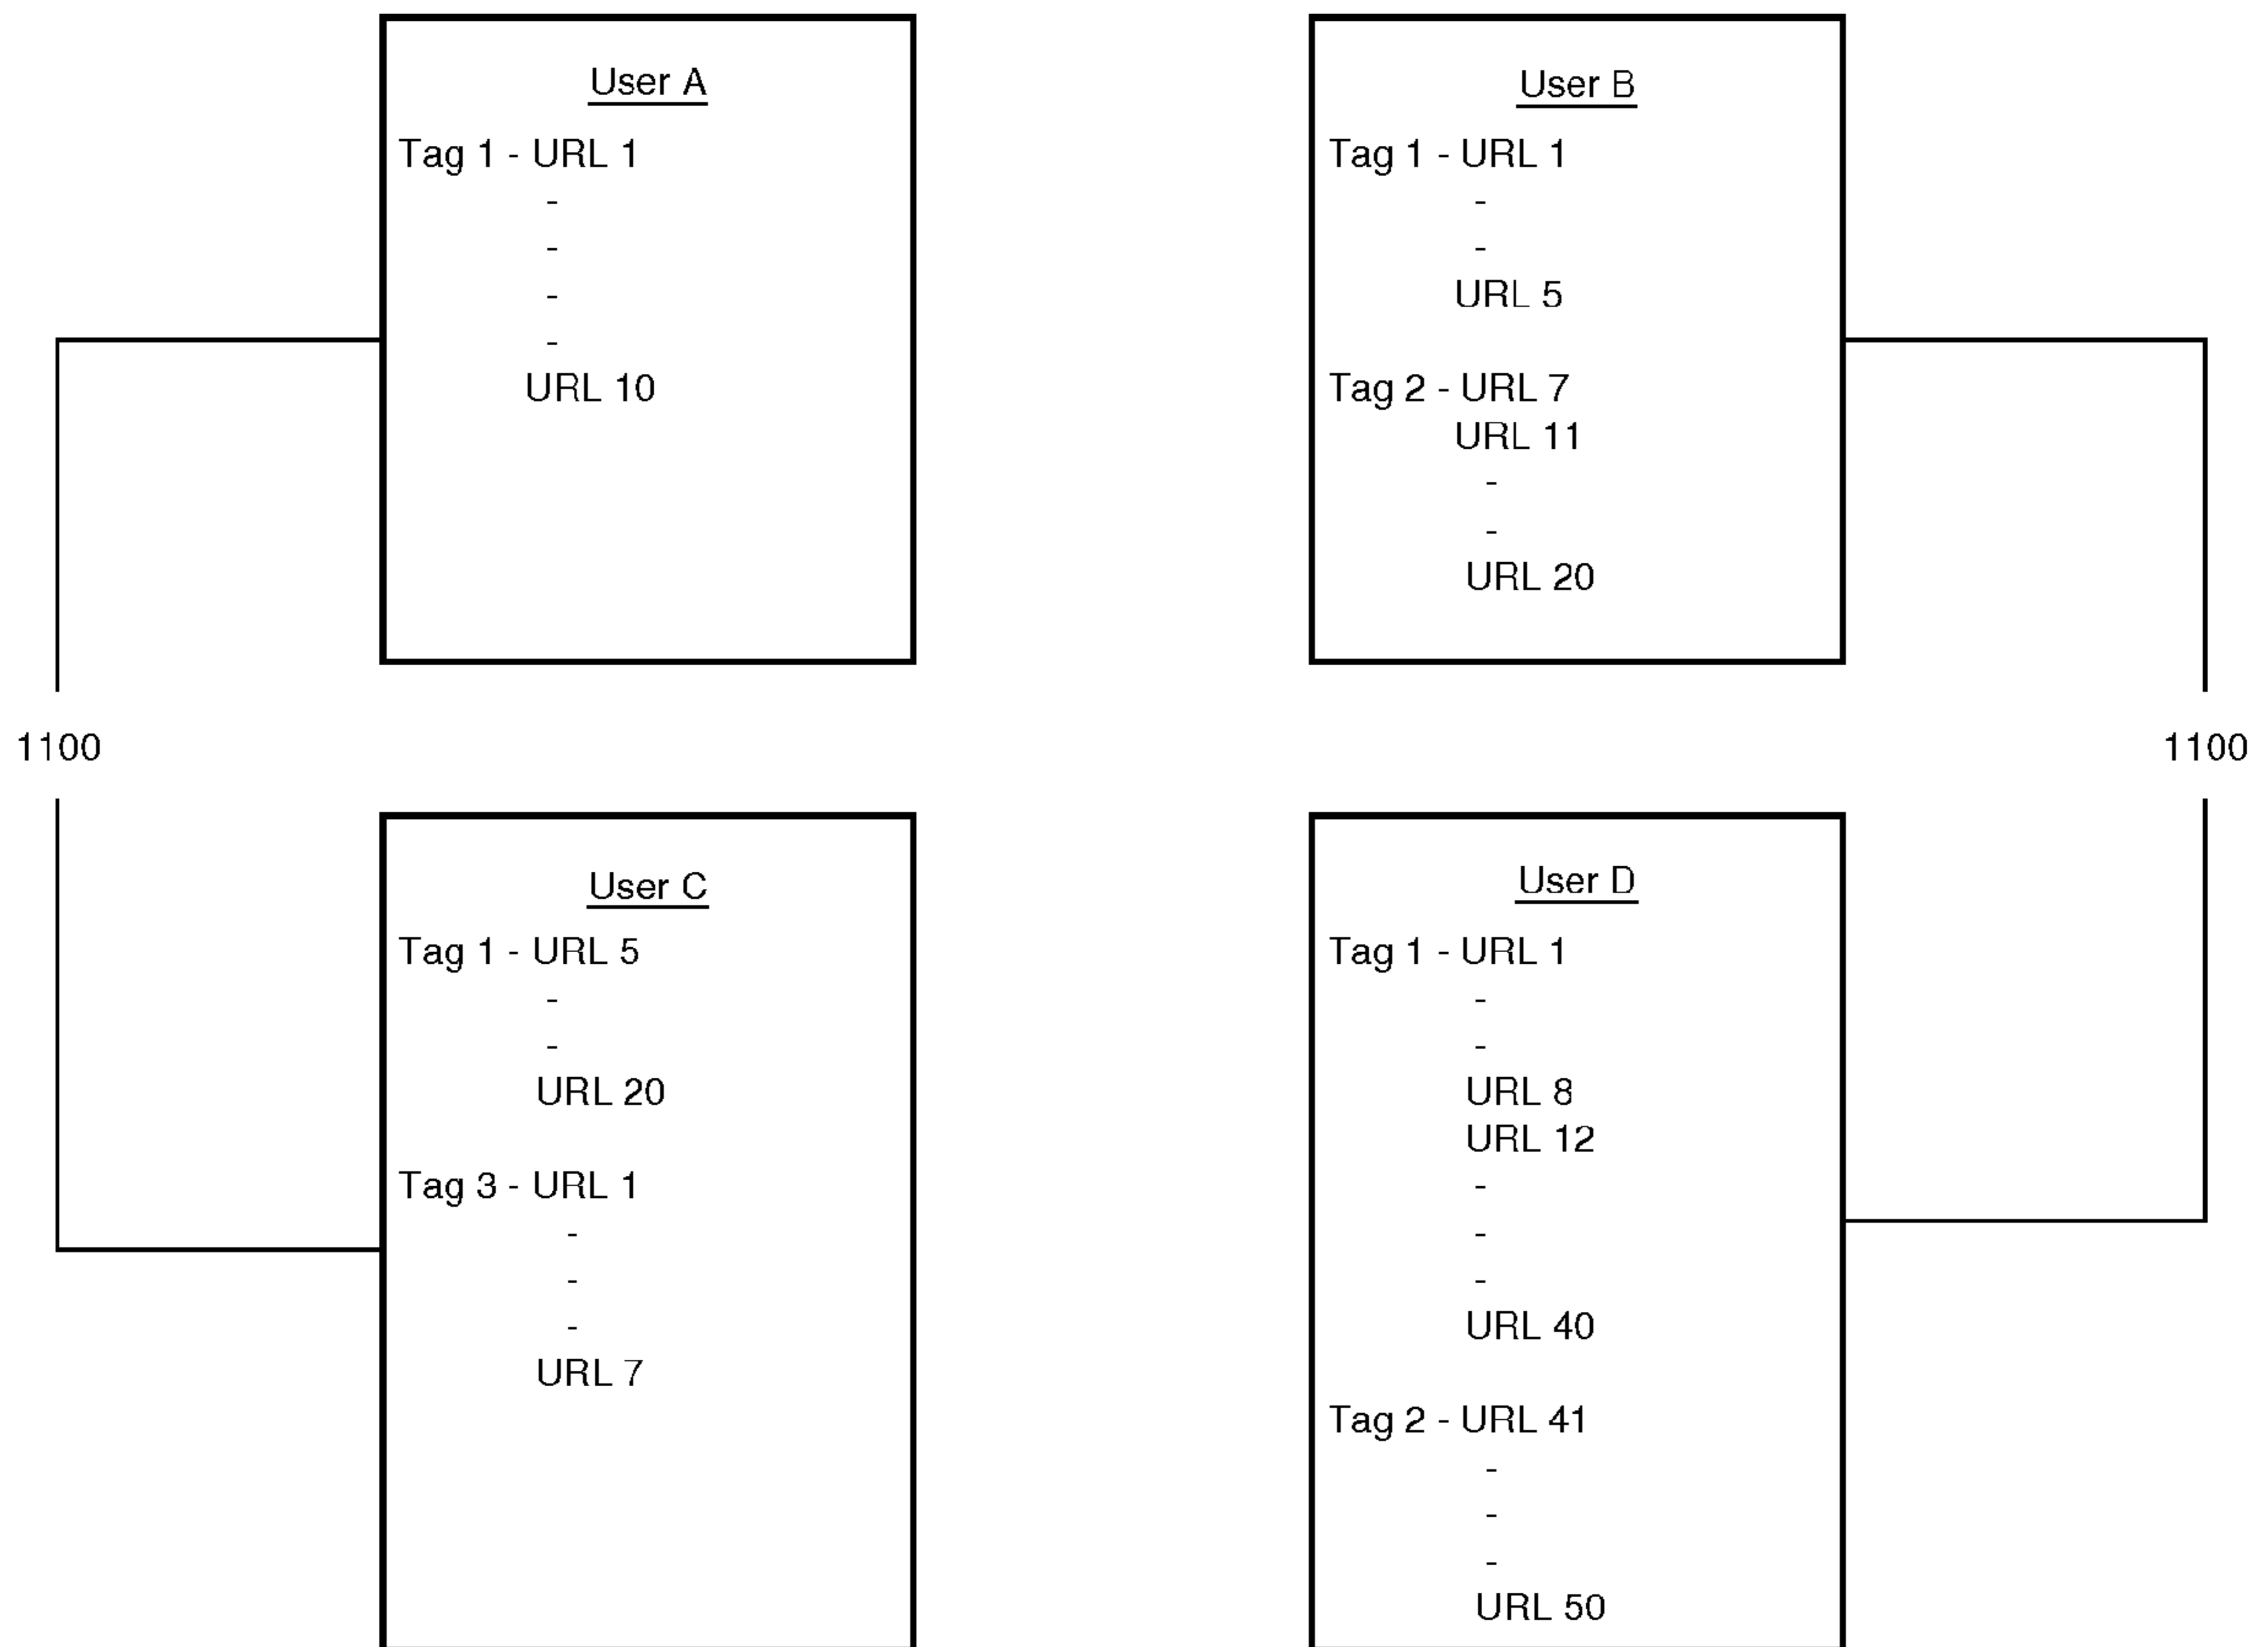 User A
Tag 1 - URL 1
-
-
-
-
URL 10
User B
Tag 1 - URL 1
-
-
URL 5
Tag 2 - URL 7
URL 11
-
-
URL 20
1100
1100
User C
Tag 1 - URL 5
-
-
URL 20
Tag 3 - URL 1
-
-
-
URL 7
User D
Tag 1 - URL 1
-
-
URL 8
URL 12
-
-
-
URL 40
Tag 2 - URL 41
-
-
-
URL 50